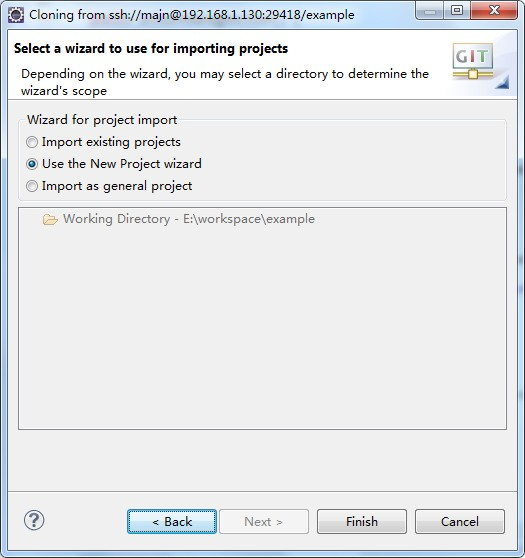 Cloning from ssh://majn@192.168.1.130:29418/example
Select a wizard to use for importing projects
Depending on the wizard, you may select a directory to determine the
wizard's scope
GIT
Wizard for project import
Import existing projects
Use the New Project wizard
Import as general project
Working Directory - E:\workspace\example
?
< Back
Next >
Finish
Cancel